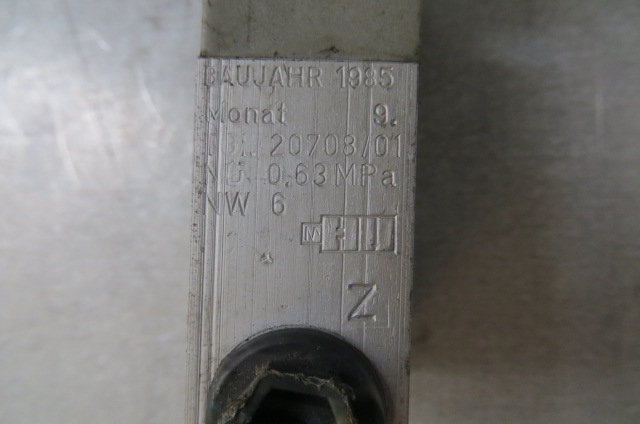 BAUJAHR 1985
Monat 9.
20708/01
0,63 MPa
NW 6
M
Z